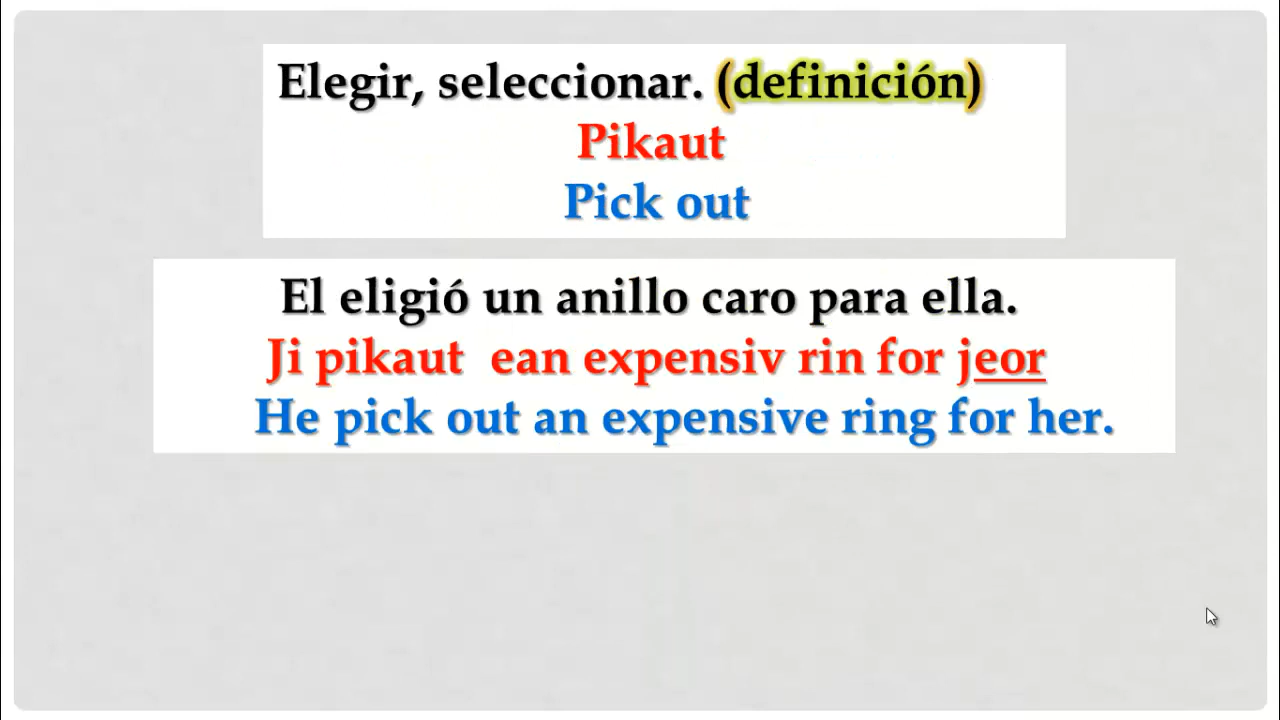 Elegir, seleccionar. (definición)
Pikaut
Pick out
El eligió un anillo caro para ella.
Ji pikaut ean expensiv rin for jeor
He pick out an expensive ring for her.